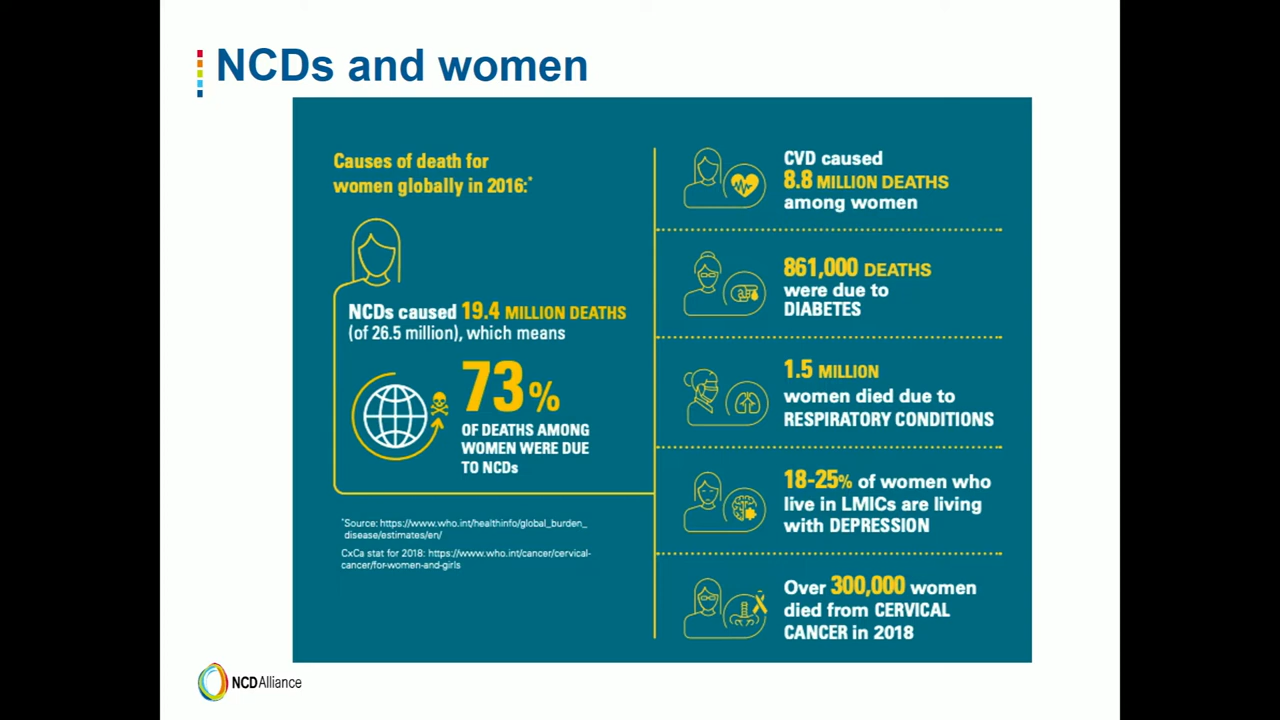 NCDs and women
Causes of death for
women globally in 2016:*
NCDs caused 19.4 MILLION DEATHS
(of 26.5 million), which means
73%
OF DEATHS AMONG
WOMEN WERE DUE
TO NCDs
*Source: https://www.who.int/healthinfo/global_burden_
disease/estimates/en/
CxCa stat for 2018: https://www.who.int/cancer/cervical-
cancer/for-women-and-girls
CVD caused
8.8 MILLION DEATHS
among women
861,000 DEATHS
were due to
DIABETES
1.5 MILLION
women died due to
RESPIRATORY CONDITIONS
18-25% of women who
live in LMICs are living
with DEPRESSION
Over 300,000 women
died from CERVICAL
CANCER in 2018
NCDAlliance